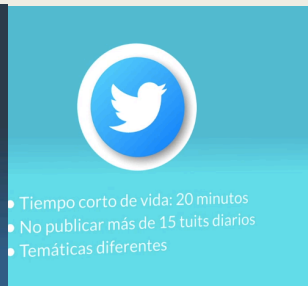 Tiempo corto de vida: 20 minutos
No publicar más de 15 tuits diarios
Temáticas diferentes